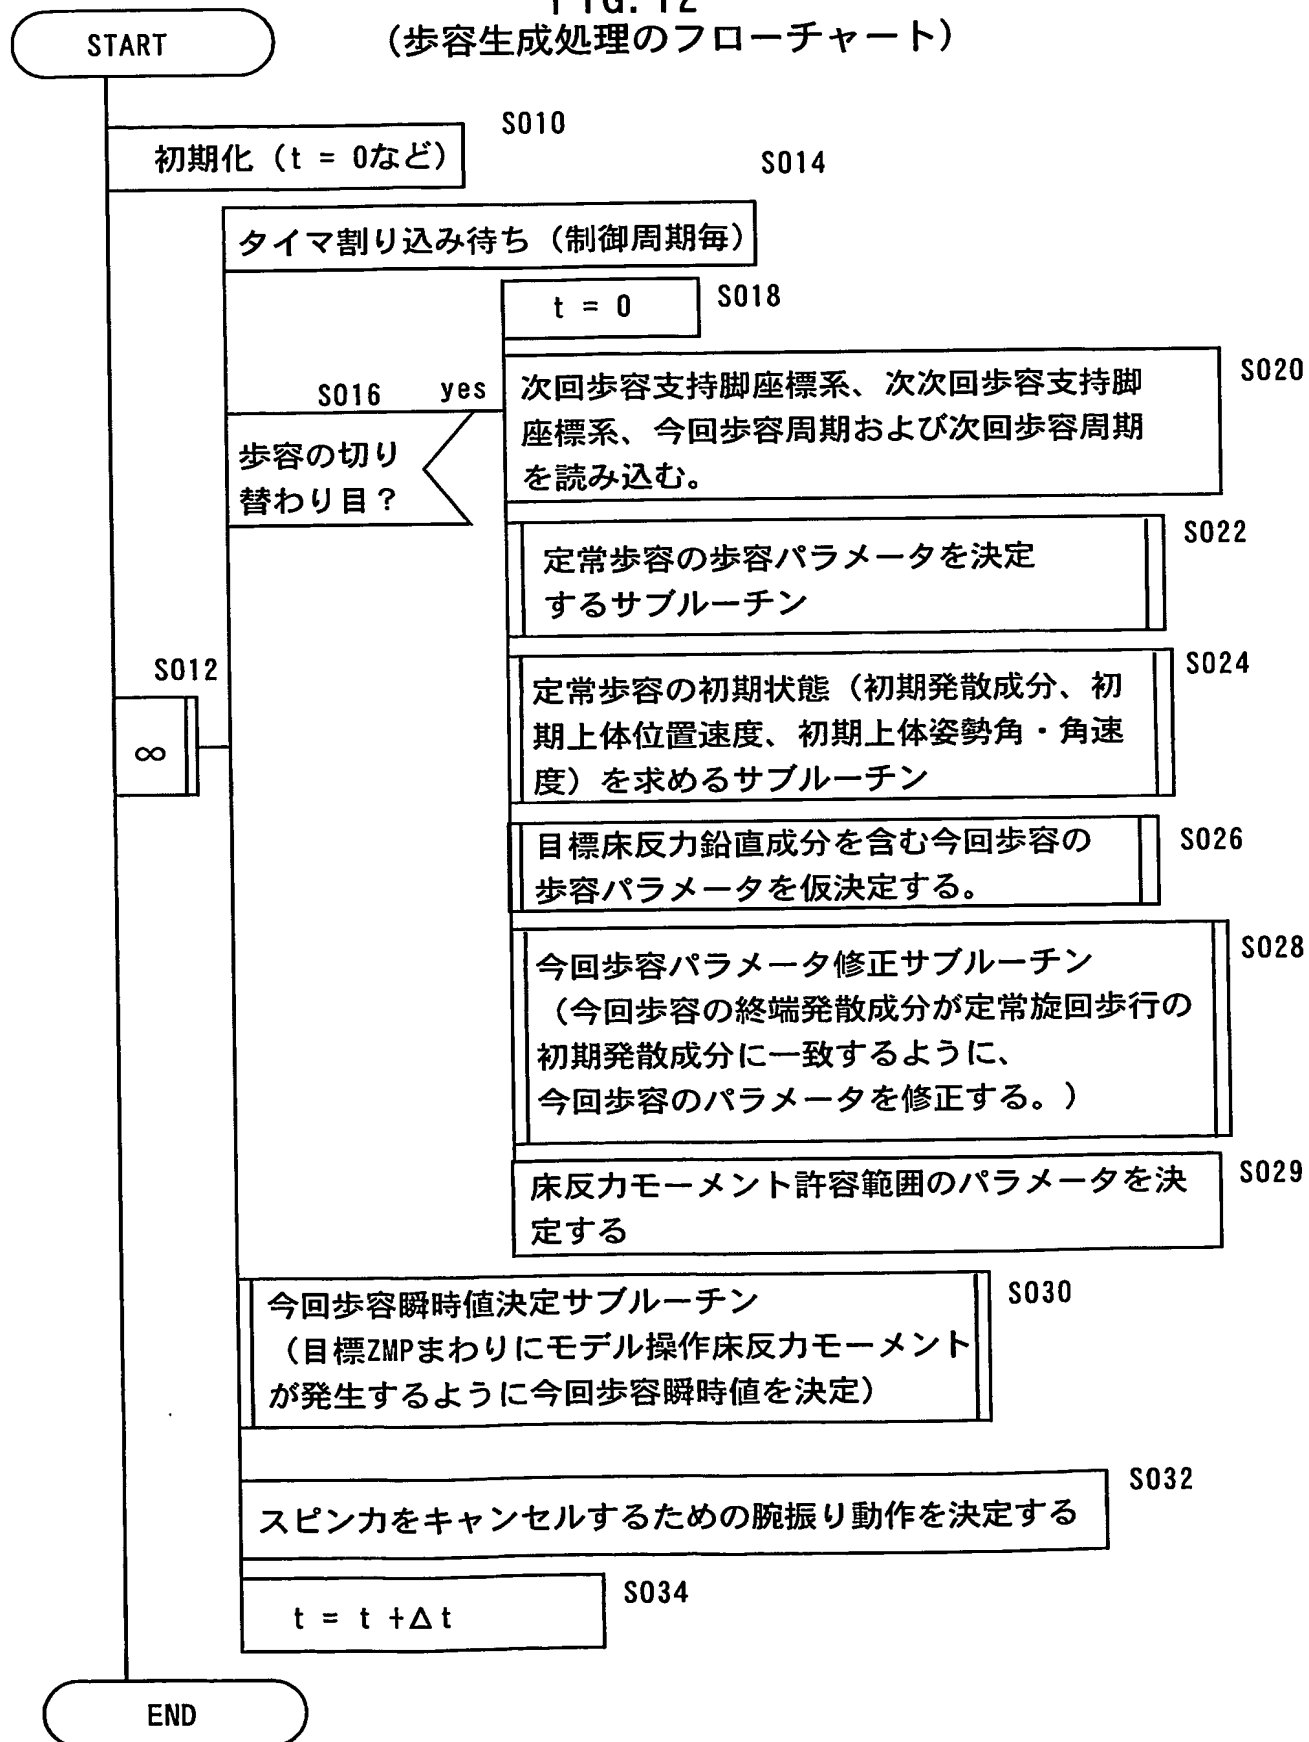 FIG. 12
(歩容生成処理のフローチャート)
START
S010
初期化 (t = 0など)
S014
タイマ割り込み待ち (制御周期毎)
t = 0
S018
S016
yes
歩容の切り
替わり目?
次回歩容支持脚座標系、次次回歩容支持脚
座標系、今回歩容周期および次回歩容周期
を読み込む。
S020
定常歩容の歩容パラメータを決定
するサブルーチン
S022
S012
∞
定常歩容の初期状態(初期発散成分、初
期上体位置速度、初期上体姿勢角・角速
度)を求めるサブルーチン
S024
目標床反力鉛直成分を含む今回歩容の
歩容パラメータを仮決定する。
S026
今回歩容パラメータ修正サブルーチン
(今回歩容の終端発散成分が定常旋回歩行の
初期発散成分に一致するように、
今回歩容のパラメータを修正する。)
S028
床反力モーメント許容範囲のパラメータを決
定する
S029
今回歩容瞬時値決定サブルーチン
(目標ZMPまわりにモデル操作床反力モーメント
が発生するように今回歩容瞬時値を決定)
S030
スピン力をキャンセルするための腕振り動作を決定する
S032
t = t +Δt
S034
END